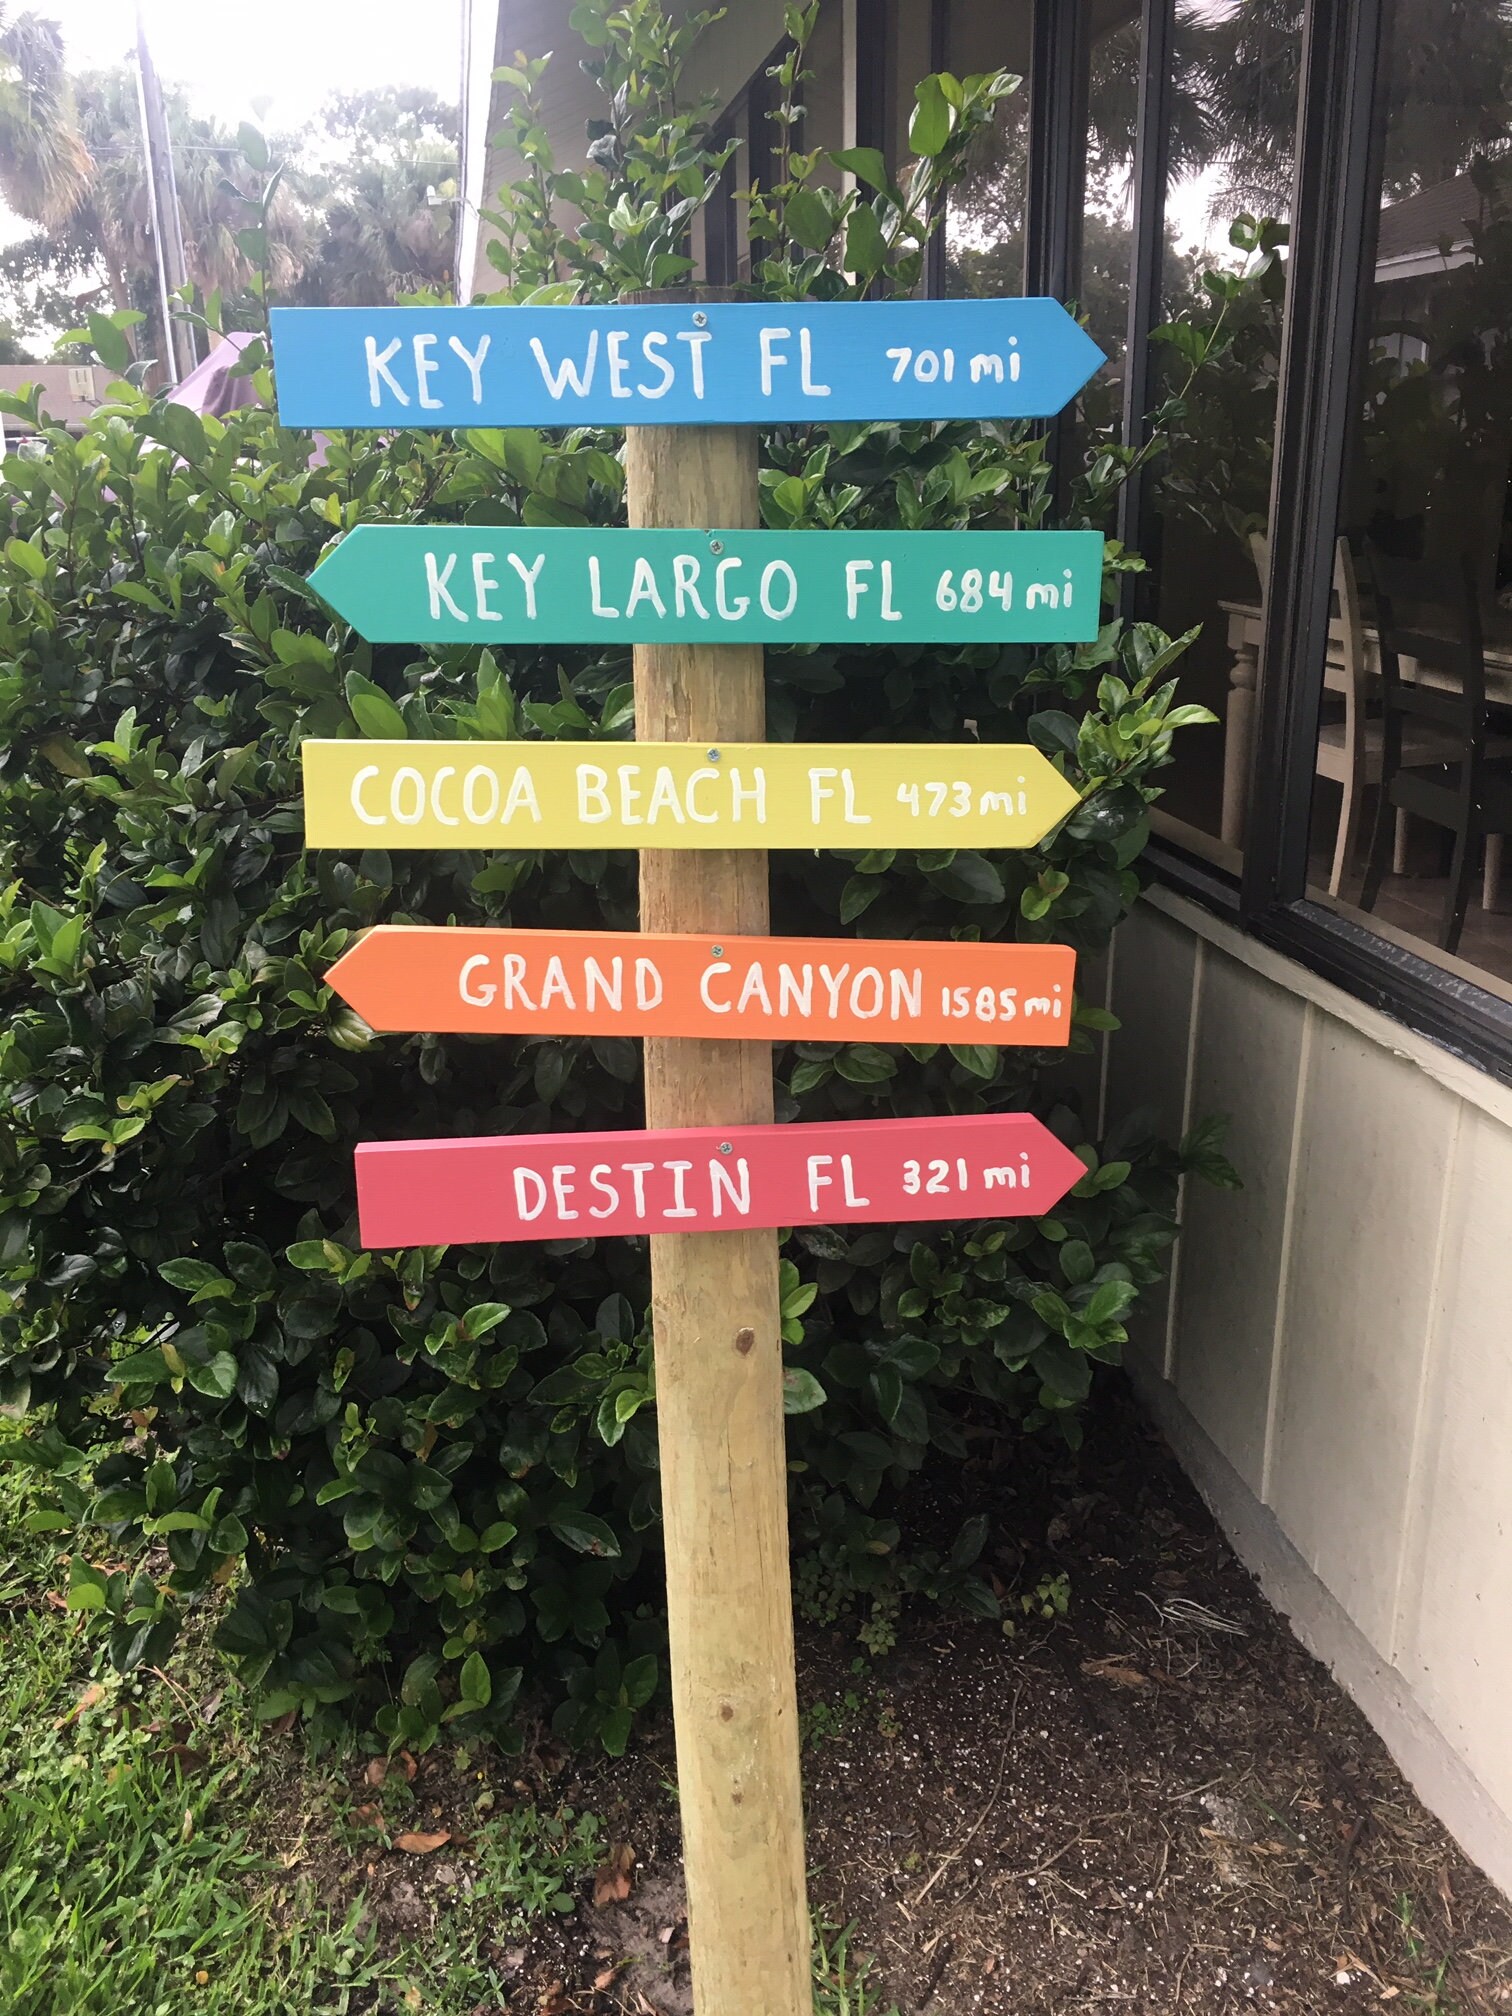 KEY WEST FL 701 mi
KEY LARGO FL 684 mi
COCOA BEACH FL 473 mi
GRAND CANYON 1585 mi
DESTIN FL 321 mi